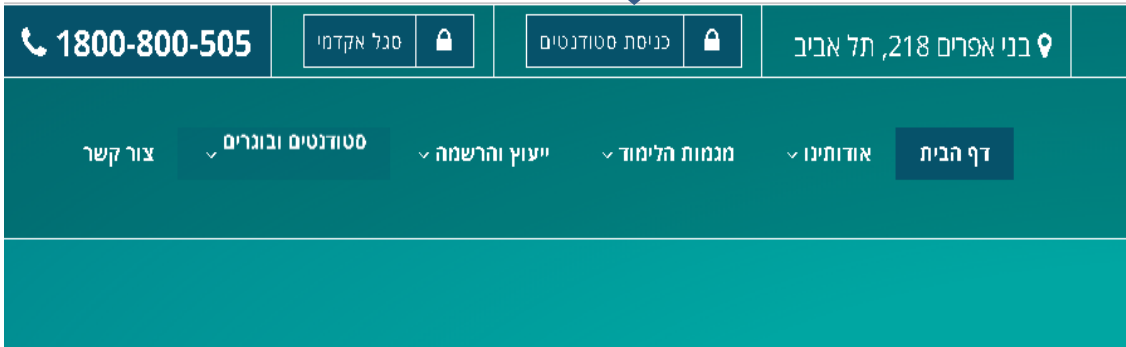 בני אפרים 218, תל אביב
כניסת סטודנטים
סגל אקדמי
1800-800-505
דף הבית
אודותינו
מגמות הלימוד
ייעוץ והרשמה
סטודנטים ובוגרים
צור קשר